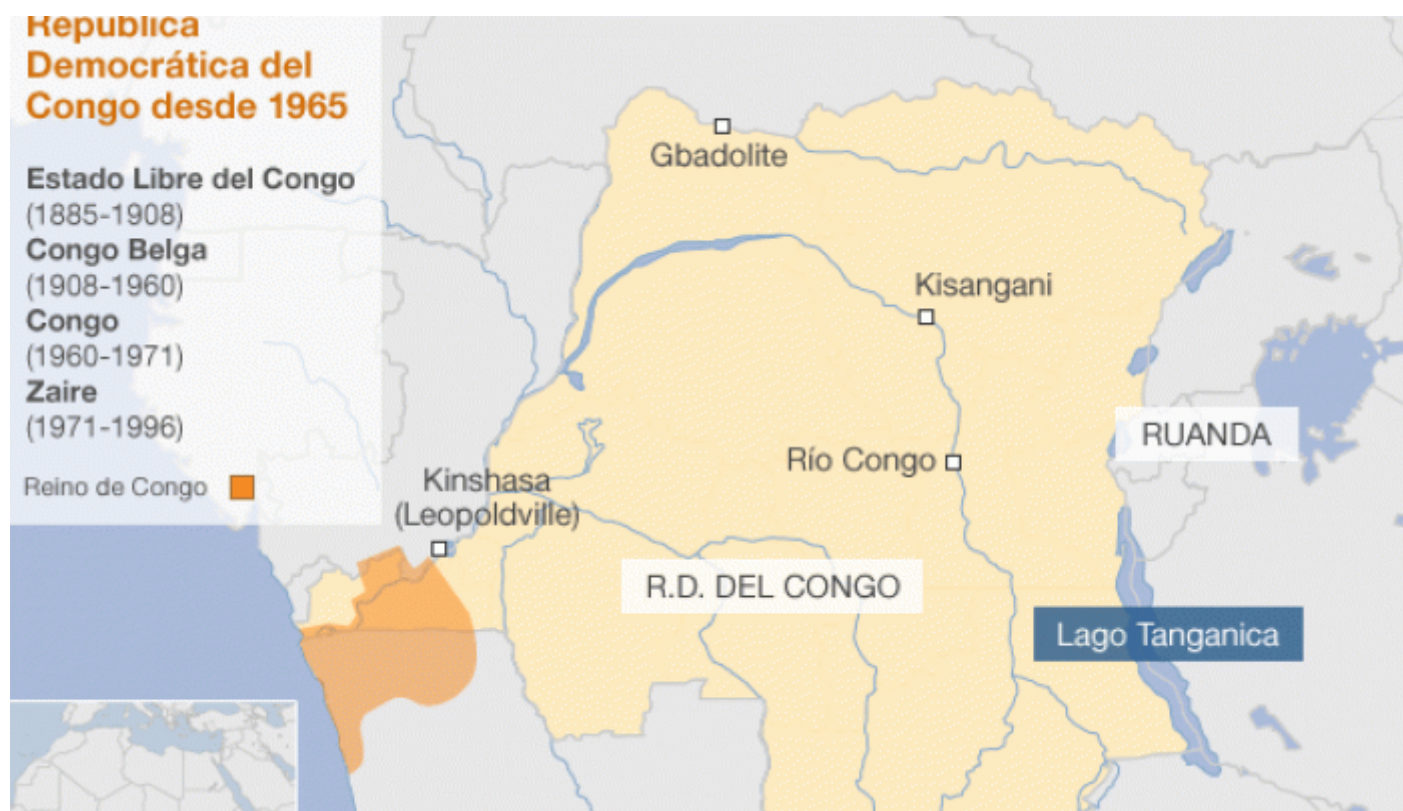 República
Democrática del
Congo desde 1965
Estado Libre del Congo
(1885-1908)
Congo Belga
(1908-1960)
Congo
(1960-1971)
Zaire
(1971-1996)
Reino de Congo
Gbadolite
Kisangani
RUANDA
Río Congo
Kinshasa
(Leopoldville)
R.D. DEL CONGO
Lago Tanganica